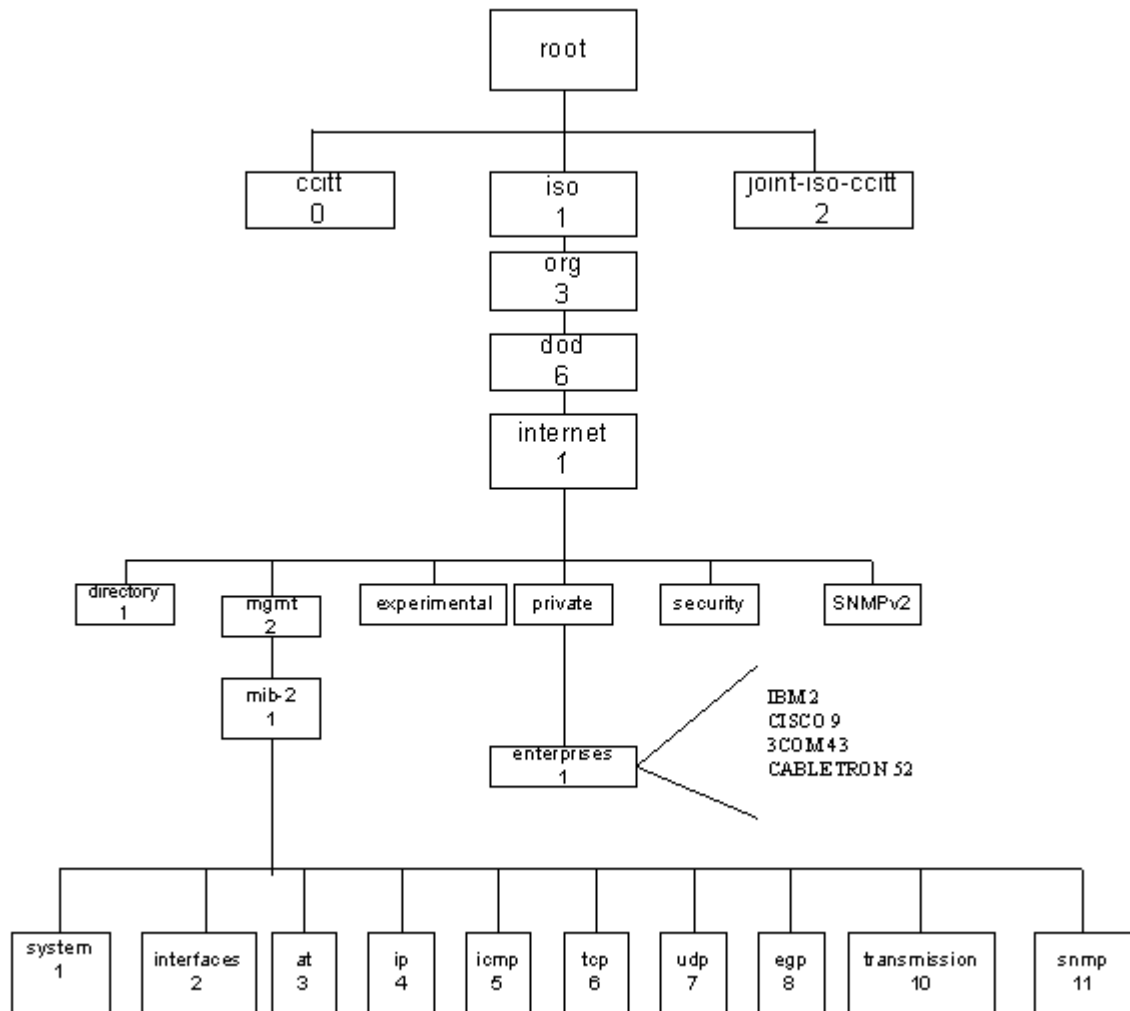 root
ccitt
0
iso
1
joint-iso-ccitt
2
org
3
dod
6
internet
1
directory
1
mgmt
2
experimental
private
security
SNMPv2
mib-2
1
enterprises
1
IBM 2
CISCO 9
3COM 43
CABLETRON 52
system
1
interfaces
2
at
3
ip
4
icmp
5
tcp
6
udp
7
egp
8
transmission
10
snmp
11